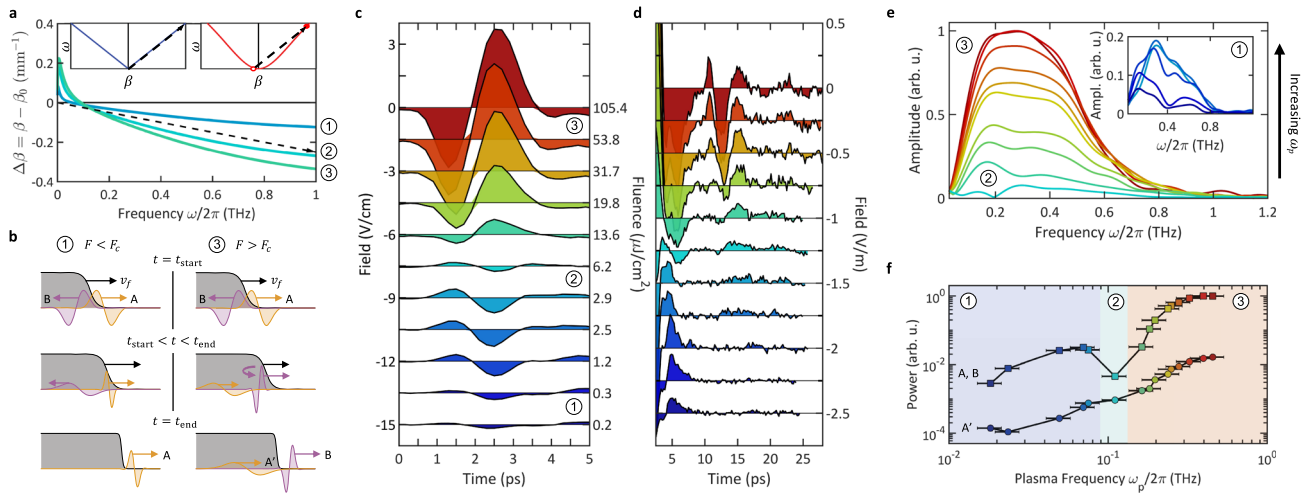 a
ω
β
ω
β
Δβ = β − β₀ (mm⁻¹)
0.4
0.2
0
-0.2
-0.4
0
0.2
0.4
0.6
0.8
1
①
②
③
Frequency ω/2π (THz)
b
① F < F_c
③ F > F_c
t = t_start
v_f
B
A
v_f
B
A
t_start < t < t_end
t = t_end
A
A'
B
c
Field (V/cm)
3
0
-3
-6
-9
-12
-15
③
②
①
105.4
53.8
31.7
19.8
13.6
6.2
2.9
2.5
1.2
0.3
0.2
Fluence (μJ/cm²)
0
1
2
3
4
5
Time (ps)
d
0.5
0
-0.5
-1
-1.5
-2
-2.5
Field (V/m)
5
10
15
20
25
Time (ps)
e
Amplitude (arb. u.)
1
0.5
0
③
②
0.2
0.4
0.6
0.8
1
1.2
Frequency ω/2π (THz)
Ampl. (arb. u.)
0.2
0.1
0
①
0.4
0.8
ω/2π (THz)
Increasing ω_p
f
Power (arb. u.)
10⁰
10⁻²
10⁻⁴
①
②
③
A, B
A'
10⁻²
10⁻¹
10⁰
Plasma Frequency ω_p/2π (THz)